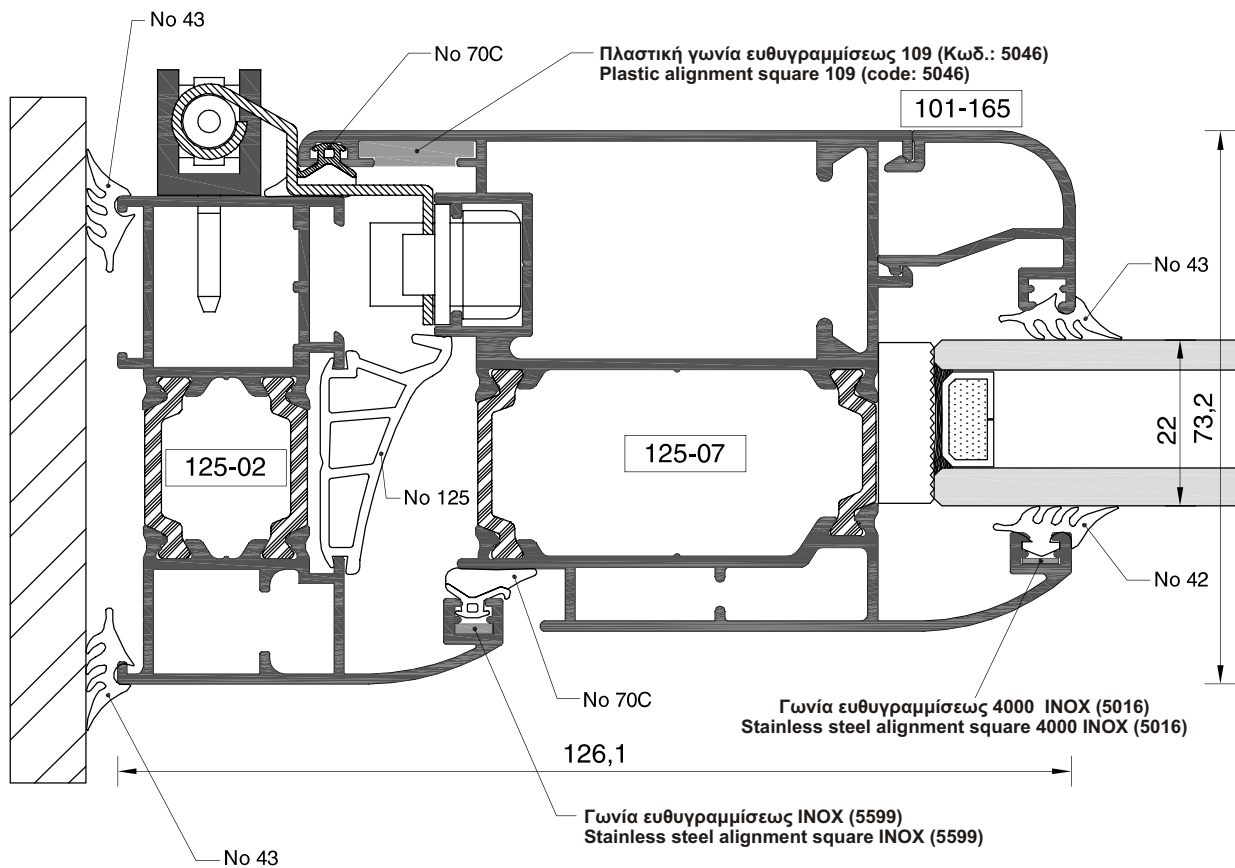 No 43
No 70C
Πλαστική γωνία ευθυγραμμίσεως 109 (Κωδ.: 5046)
Plastic alignment square 109 (code: 5046)
101-165
No 43
22
73,2
125-02
125-07
No 125
No 42
No 70C
Γωνία ευθυγραμμίσεως 4000 INOX (5016)
Stainless steel alignment square 4000 INOX (5016)
126,1
Γωνία ευθυγραμμίσεως INOX (5599)
Stainless steel alignment square INOX (5599)
No 43